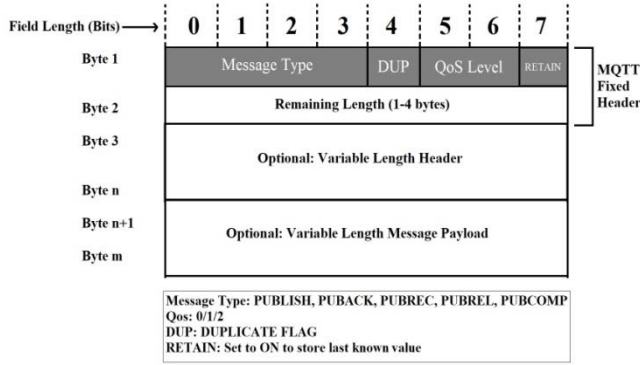 Field Length (Bits) 0 1 2 3 4 5 6 7
Byte 1 Message Type DUP QoS Level RETAIN
MQTT
Fixed
Header
Byte 2 Remaining Length (1-4 bytes)
Byte 3
Optional: Variable Length Header
Byte n
Byte n+1
Optional: Variable Length Message Payload
Byte m
Message Type: PUBLISH, PUBACK, PUBREC, PUBREL, PUBCOMP
Qos: 0/1/2
DUP: DUPLICATE FLAG
RETAIN: Set to ON to store last known value